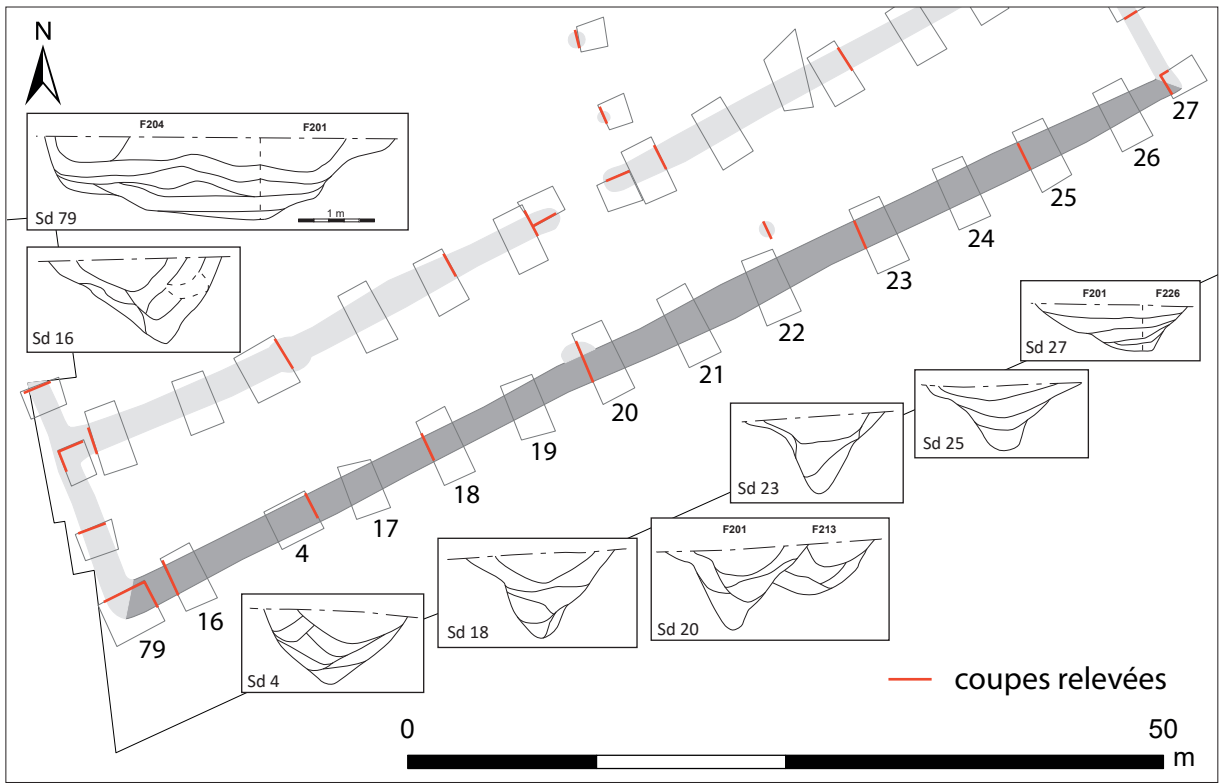 N
F204 F201
1 m
Sd 79
Sd 16
27
26
25
24
23
22
21
20
19
18
17
4
16
79
F201 F226
Sd 27
Sd 25
Sd 23
F201 F213
Sd 20
Sd 18
Sd 4
coupes relevées
0 50
m